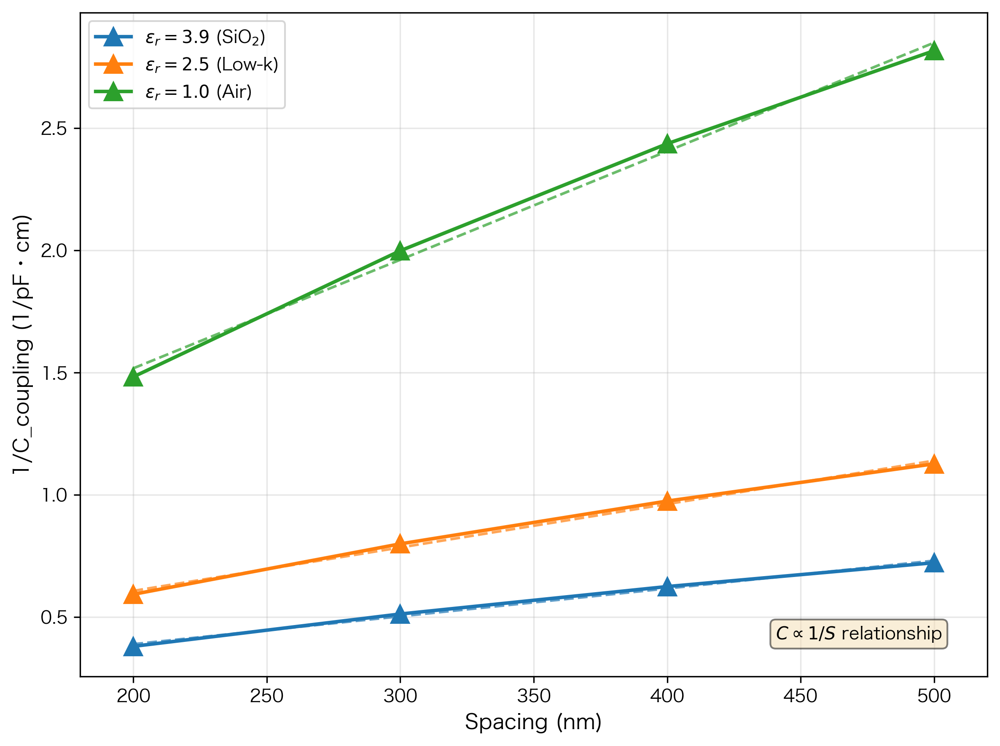 εr = 3.9 (SiO₂)
εr = 2.5 (Low-k)
εr = 1.0 (Air)
2.5
2.0
1.5
1.0
0.5
1/C_coupling (1/pF・cm)
C ∝ 1/S relationship
200 250 300 350 400 450 500
Spacing (nm)